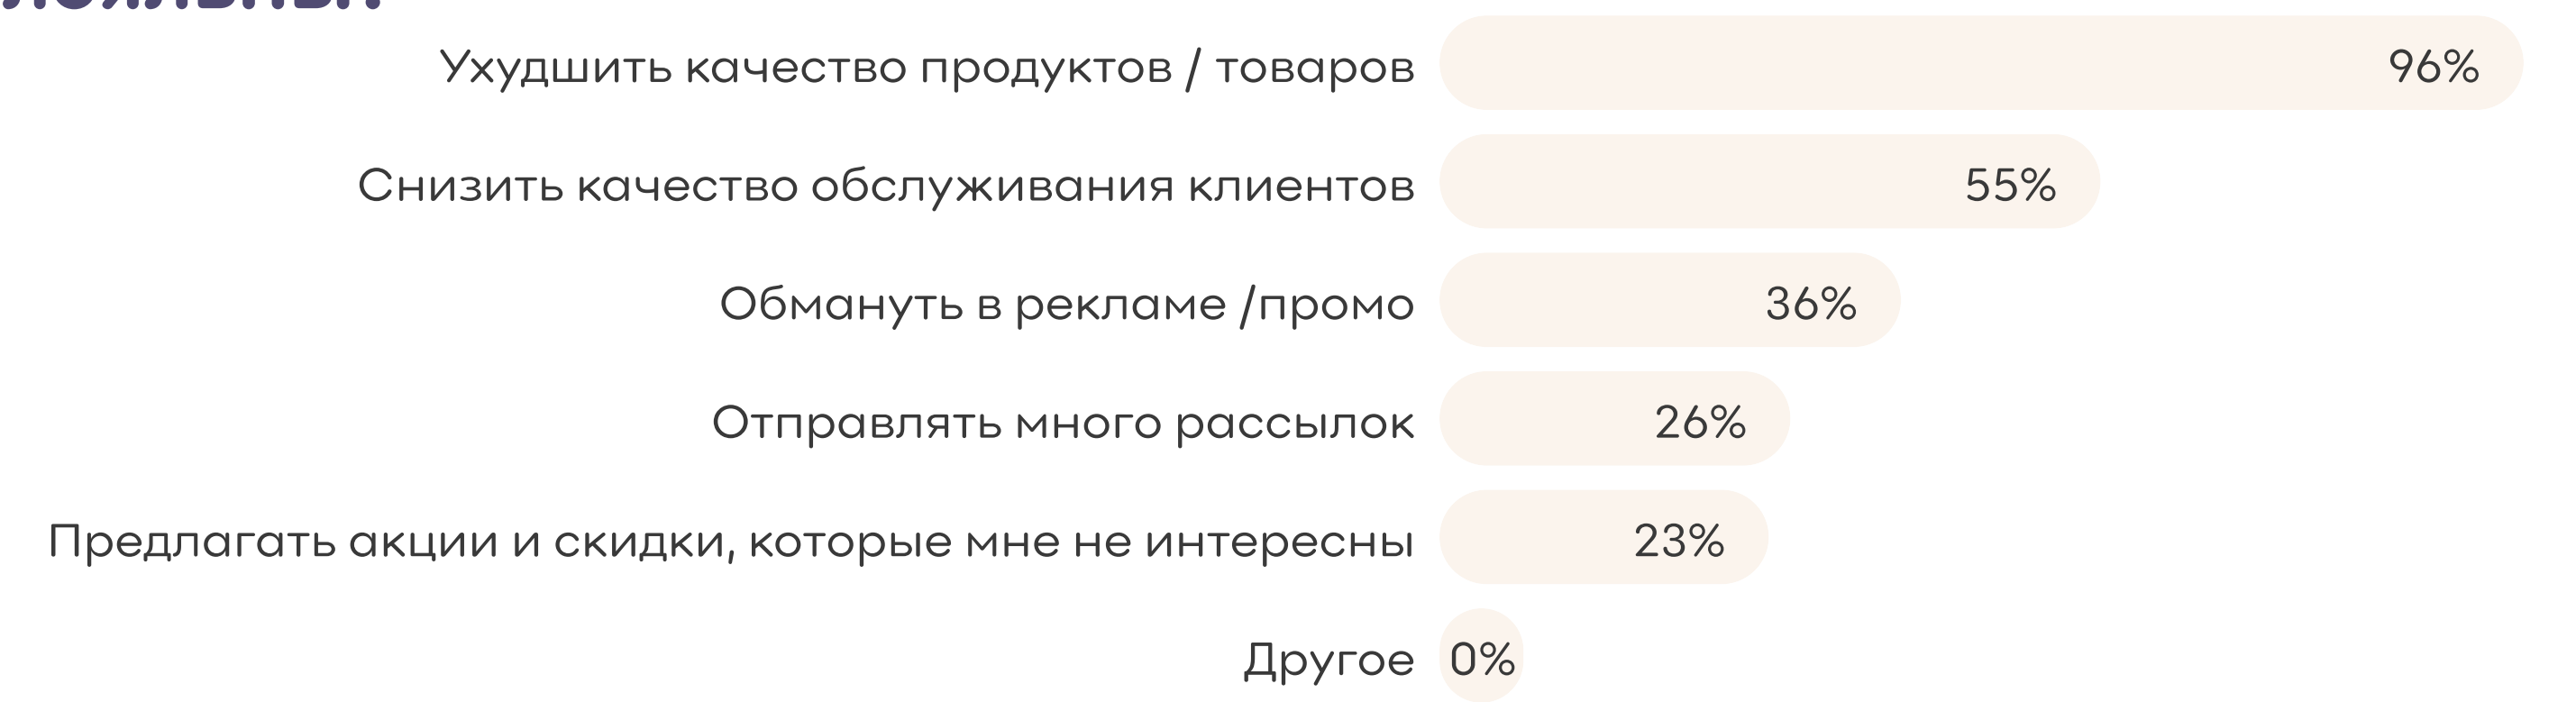 Ухудшить качество продуктов / товаров 96%
Снизить качество обслуживания клиентов 55%
Обмануть в рекламе /промо 36%
Отправлять много рассылок 26%
Предлагать акции и скидки, которые мне не интересны 23%
Другое 0%